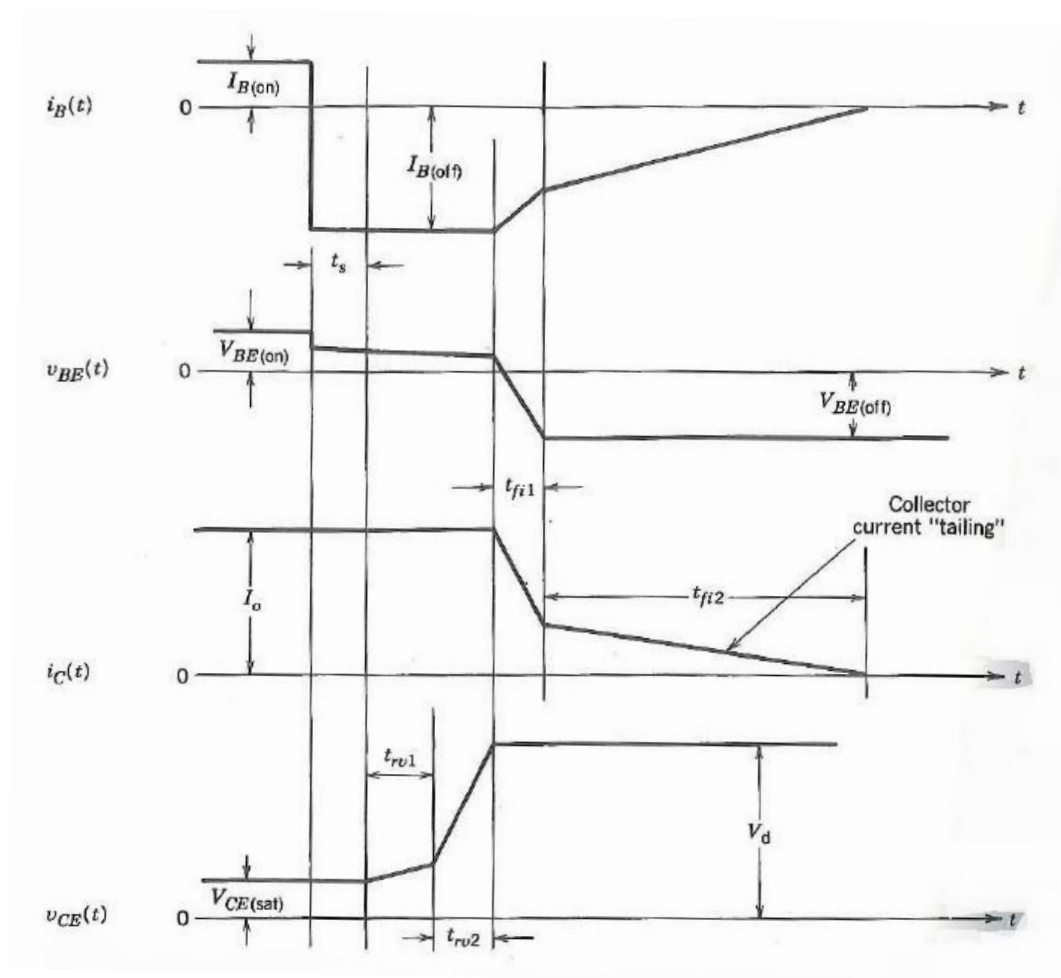 I_B(on)
i_B(t)
0
t
I_B(off)
t_s
V_BE(on)
v_BE(t)
0
t
V_BE(off)
t_fi1
Collector
current "tailing"
I_o
t_fi2
i_C(t)
0
t
t_rv1
V_d
V_CE(sat)
v_CE(t)
0
t
t_rv2